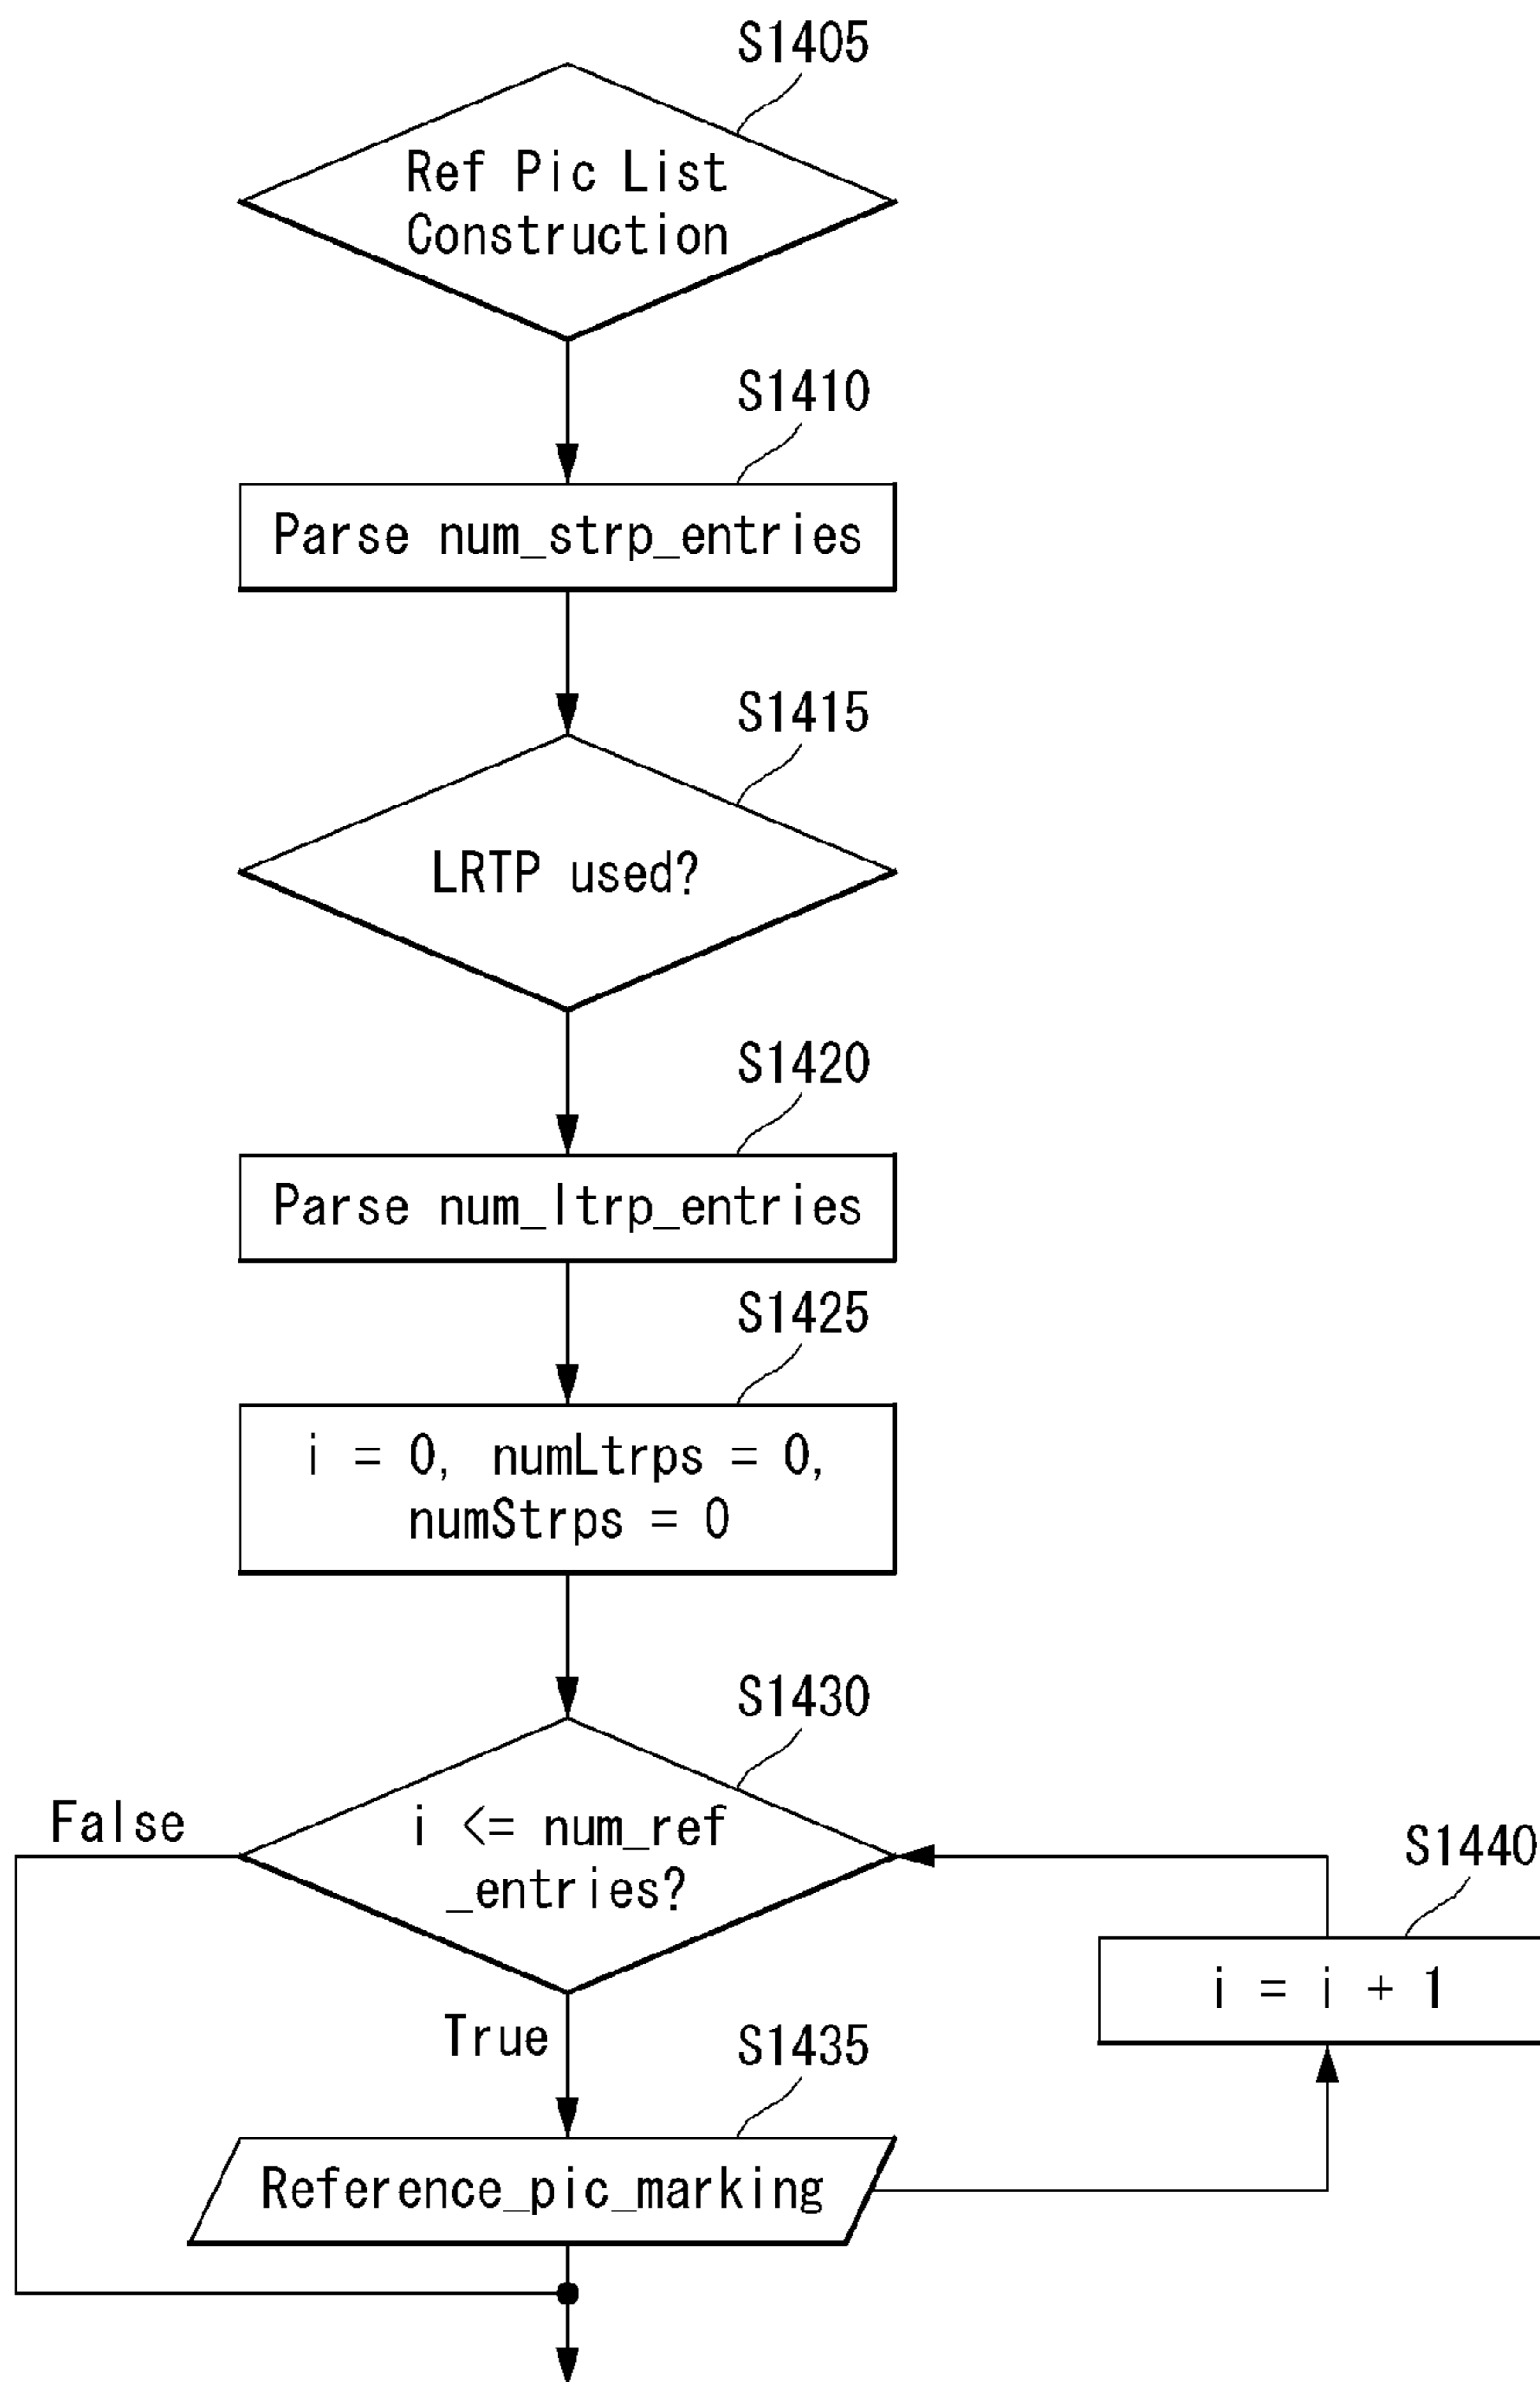 S1405
Ref Pic List
Construction
S1410
Parse num_strp_entries
S1415
LRTP used?
S1420
Parse num_ltrp_entries
S1425
i = 0, numLtrps = 0,
numStrps = 0
S1430
False
i <= num_ref
_entries?
S1440
i = i + 1
True
S1435
Reference_pic_marking